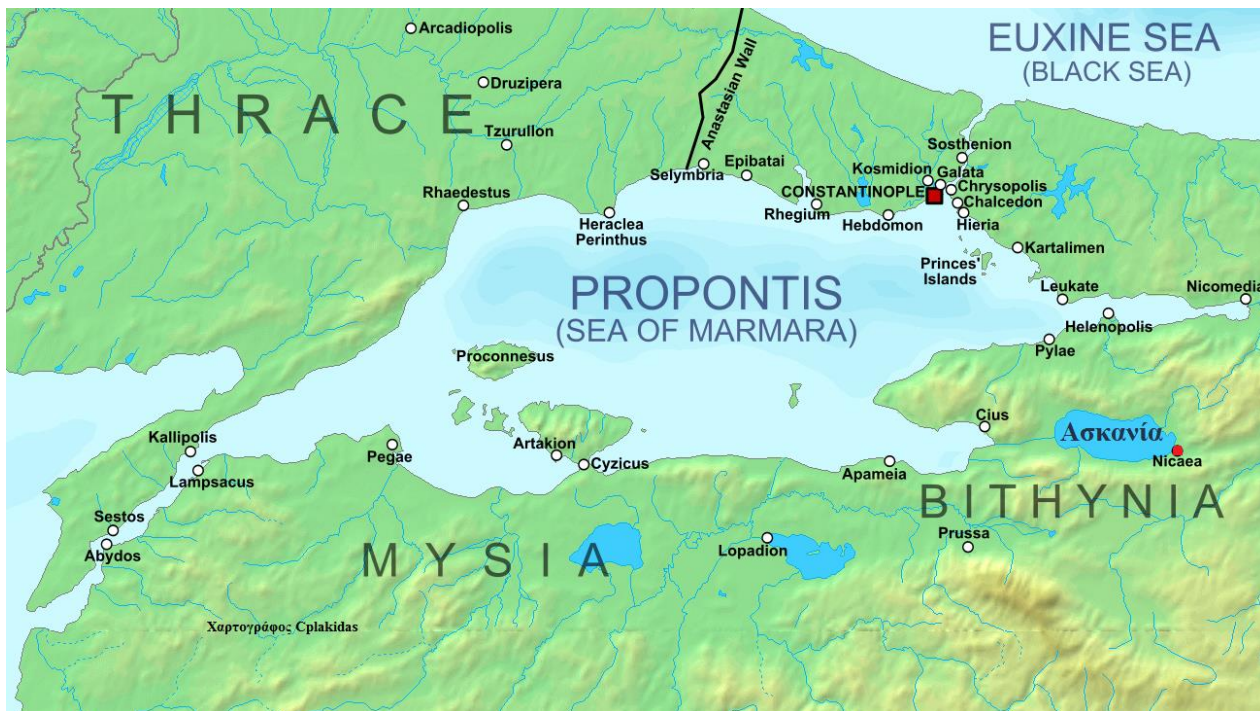 EUXINE SEA
(BLACK SEA)
Arcadiopolis
Druzipera
THRACE
Tzurullon
Anastasian Wall
Sosthenion
Selymbria
Epibatai
Kosmidion
Galata
CONSTANTINOPLE
Chrysopolis
Chalcedon
Rhaedestus
Heraclea
Perinthus
Rhegium
Hebdomon
Hieria
Kartalimen
Princes'
Islands
PROPONTIS
(SEA OF MARMARA)
Leukate
Nicomedia
Helenopolis
Pylae
Proconnesus
Kallipolis
Lampsacus
Pegae
Artakion
Cyzicus
Apameia
Cius
Ασκανία
Nicaea
BITHYNIA
Sestos
Abydos
MYSIA
Lopadion
Prussa
Χαρτογράφος Cplakidas